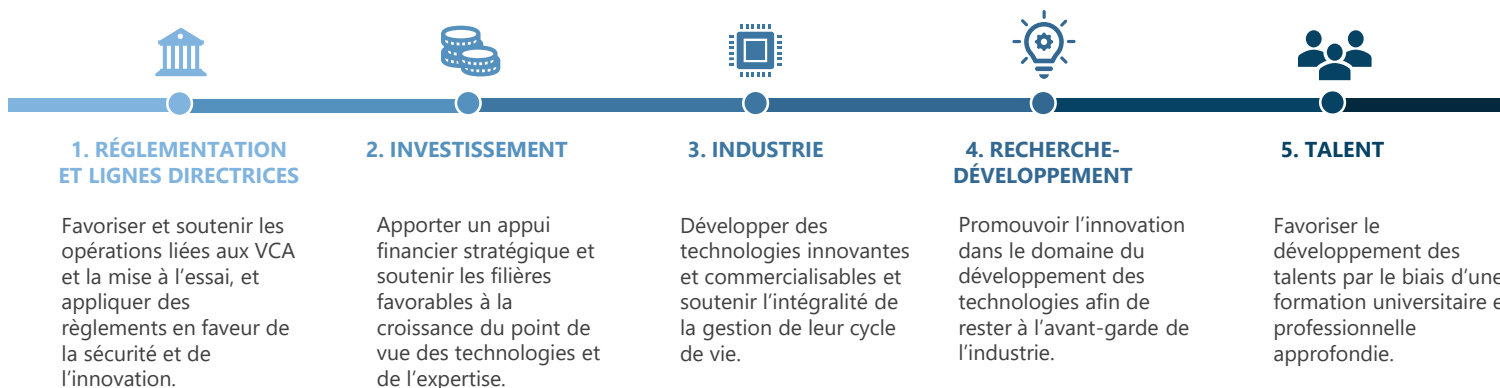 1. RÉGLEMENTATION
ET LIGNES DIRECTRICES
Favoriser et soutenir les
opérations liées aux VCA
et la mise à l'essai, et
appliquer des
règlements en faveur de
la sécurité et de
l'innovation.
2. INVESTISSEMENT
Apporter un appui
financier stratégique et
soutenir les filières
favorables à la
croissance du point de
vue des technologies et
de l'expertise.
3. INDUSTRIE
Développer des
technologies innovantes
et commercialisables et
soutenir l'intégralité de
la gestion de leur cycle
de vie.
4. RECHERCHE-
DÉVELOPPEMENT
Promouvoir l'innovation
dans le domaine du
développement des
technologies afin de
rester à l'avant-garde de
l'industrie.
5. TALENT
Favoriser le
développement des
talents par le biais d'une
formation universitaire e
professionnelle
approfondie.